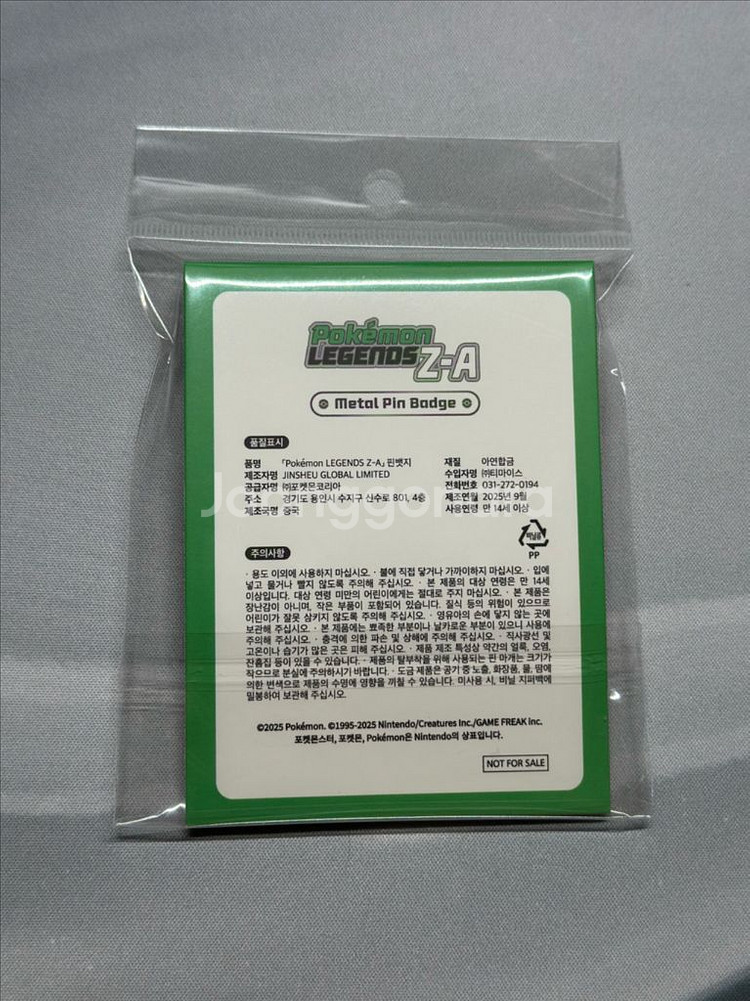 Pokémon
LEGENDS Z-A
Metal Pin Badge
품질표시
품명 「Pokémon LEGENDS Z-A」 핀뱃지
제조자명 JINSHEU GLOBAL LIMITED
공급자명 ㈜포켓몬코리아
주소 경기도 용인시 수지구 신수로 801, 4층
제조국명 중국
재질 아연합금
수입자명 ㈜티마이스
전화번호 031-272-0194
제조연월 2025년 9월
사용연령 만 14세 이상
비닐류
PP
Joonggonara
주의사항
· 용도 이외에 사용하지 마십시오. · 불에 직접 닿거나 가까이하지 마십시오. · 입에
넣고 물거나 빨지 않도록 주의해 주십시오. · 본 제품의 대상 연령은 만 14세
이상입니다. 대상 연령 미만의 어린이에게는 절대로 주지 마십시오. · 본 제품은
장난감이 아니며, 작은 부품이 포함되어 있습니다. 질식 등의 위험이 있으므로
어린이가 잘못 삼키지 않도록 주의해 주십시오. · 영유아의 손에 닿지 않는 곳에
보관해 주십시오. · 본 제품에는 뾰족한 부분이나 날카로운 부분이 있으니 사용에
주의해 주십시오. · 충격에 의한 파손 및 상해에 주의해 주십시오. · 직사광선 및
고온이나 습기가 많은 곳은 피해 주십시오. · 제품 제조 특성상 약간의 얼룩, 오염,
잔흠집 등이 있을 수 있습니다. · 제품의 탈부착을 위해 사용되는 핀 마개는 크기가
작으므로 분실에 주의하시기 바랍니다. · 도금 제품은 공기 중 노출, 화장품, 물, 땀에
의한 변색으로 제품의 수명에 영향을 끼칠 수 있습니다. 미사용 시, 비닐 지퍼백에
밀봉하여 보관해 주십시오.
©2025 Pokémon. ©1995-2025 Nintendo/Creatures Inc./GAME FREAK inc.
포켓몬스터, 포켓몬, Pokémon은 Nintendo의 상표입니다.
NOT FOR SALE